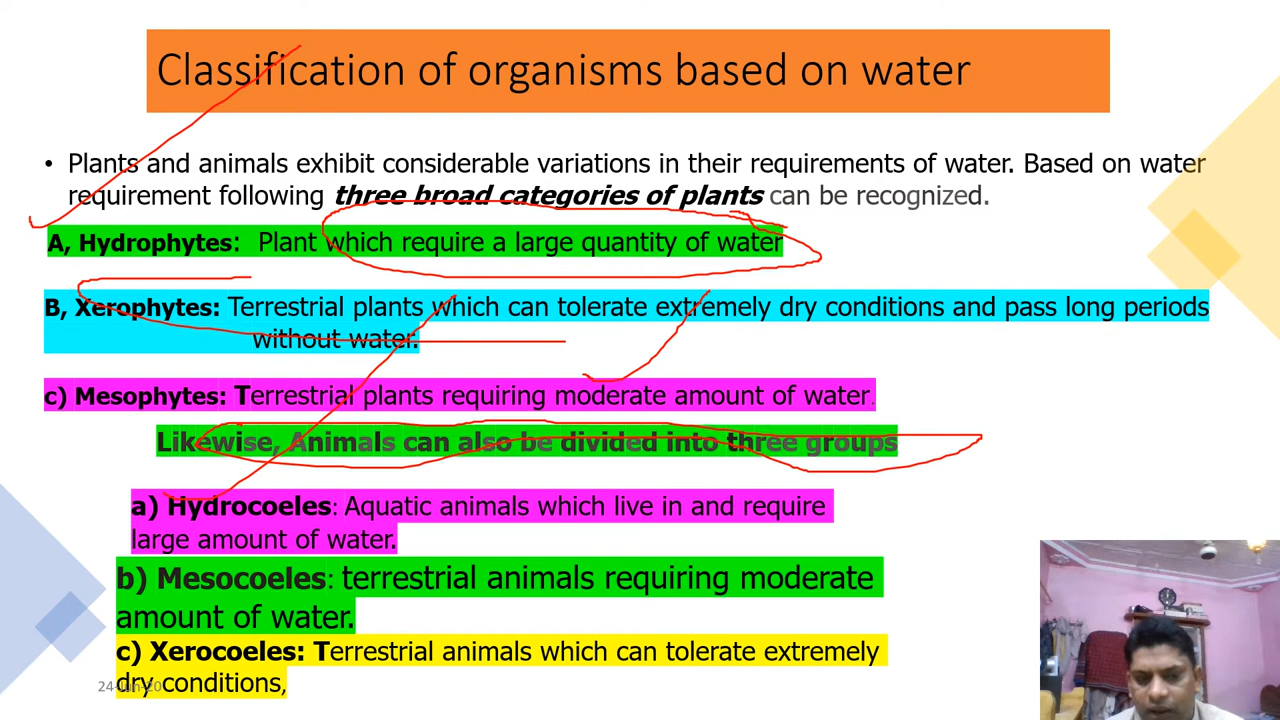 Classification of organisms based on water
• Plants and animals exhibit considerable variations in their requirements of water. Based on water
requirement following three broad categories of plants can be recognized.
A, Hydrophytes: Plant which require a large quantity of water
B, Xerophytes: Terrestrial plants which can tolerate extremely dry conditions and pass long periods
without water.
c) Mesophytes: Terrestrial plants requiring moderate amount of water.
Likewise, Animals can also be divided into three groups
a) Hydrocoeles: Aquatic animals which live in and require
large amount of water.
b) Mesocoeles: terrestrial animals requiring moderate
amount of water.
c) Xerocoeles: Terrestrial animals which can tolerate extremely
dry conditions,
24-Jun-20